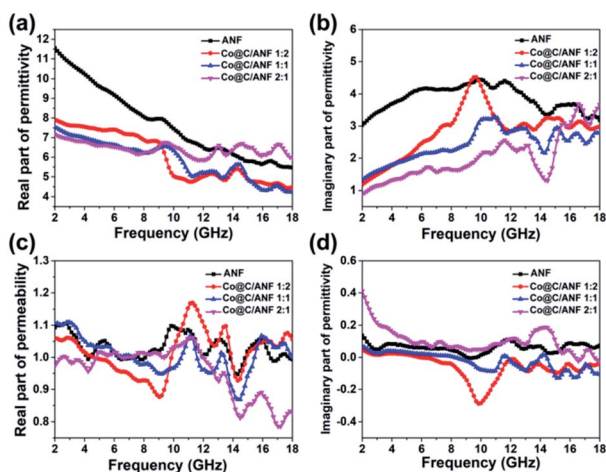 (a)
ANF
Co@C/ANF 1:2
Co@C/ANF 1:1
Co@C/ANF 2:1
Real part of permittivity
12
11
10
9
8
7
6
5
4
2 4 6 8 10 12 14 16 18
Frequency (GHz)
(b)
ANF
Co@C/ANF 1:2
Co@C/ANF 1:1
Co@C/ANF 2:1
Imaginary part of permittivity
6
5
4
3
2
1
2 4 6 8 10 12 14 16 18
Frequency (GHz)
(c)
ANF
Co@C/ANF 1:2
Co@C/ANF 1:1
Co@C/ANF 2:1
Real part of permeability
1.3
1.2
1.1
1.0
0.9
0.8
2 4 6 8 10 12 14 16 18
Frequency (GHz)
(d)
ANF
Co@C/ANF 1:2
Co@C/ANF 1:1
Co@C/ANF 2:1
Imaginary part of permittivity
0.6
0.4
0.2
0.0
-0.2
-0.4
2 4 6 8 10 12 14 16 18
Frequency (GHz)